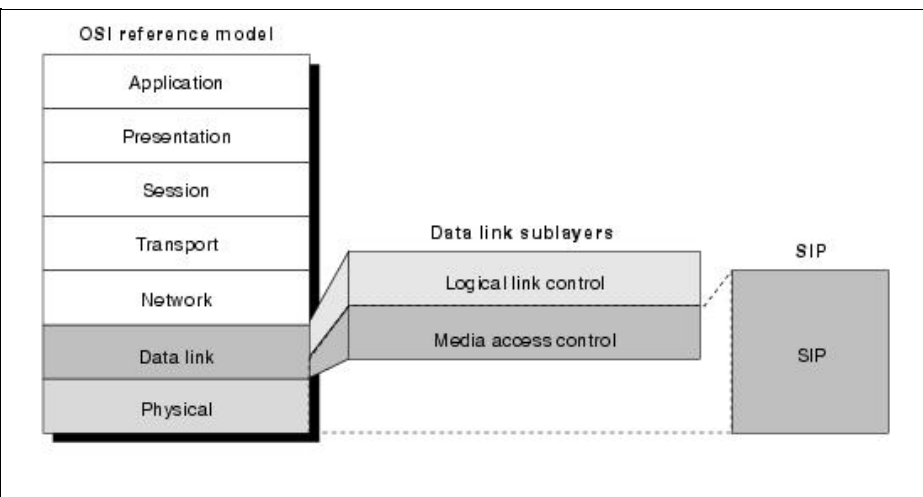 OSI reference model
Application
Presentation
Session
Transport
Network
Data link
Physical
Data link sublayers
Logical link control
Media access control
SIP
SIP